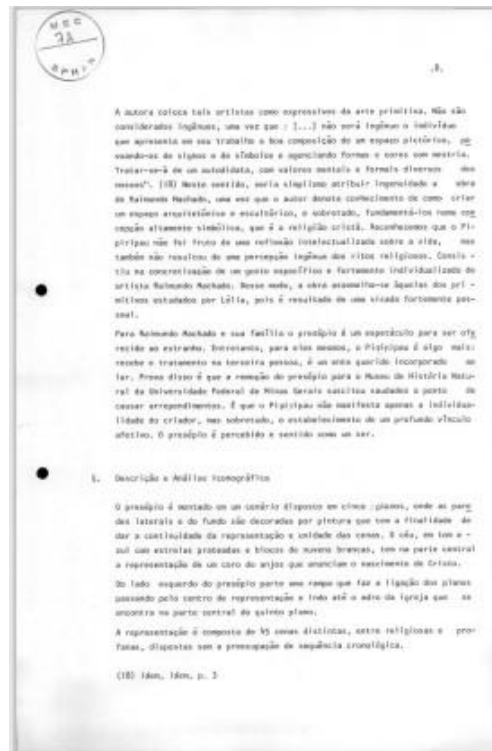 MEC
72
SPHAN
.8.
A autora coloca tais artistas como expressivos da arte primitiva. Não são
considerados ingênuos, uma vez que : [...] não será ingênuo o indivíduo
que apresenta em seu trabalho a boa composição de um espaço pictórico, po
voando-os de signos e de símbolos e agenciando formas e cores com mestria.
Tratar-se-á de um autodidata, com valores mentais e formais diversos dos
nossos". (18) Neste sentido, seria simplismo atribuir ingenuidade a obra
de Raimundo Machado, uma vez que o autor denota conhecimento de como criar
um espaço arquitetônico e escultórico, e sobretudo, fundamentá-los numa con
cepção altamente simbólica, que é a religião cristã. Reconhecemos que o Pi-
piripau não foi fruto de uma reflexão intelectualizada sobre a vida, mas
também não resultou de uma percepção ingênua dos ritos religiosos. Consis -
tiu na concretização de um gosto específico e fortemente individualizado do
artista Raimundo Machado. Desse modo, a obra assemelha-se àquelas dos pri -
mitivos estudados por Lélia, pois é resultado de uma visada fortemente pes-
soal.
Para Raimundo Machado e sua família o presépio é um espetáculo para ser ofe
recido ao estranho. Entretanto, para eles mesmos, o Pipiripau é algo mais:
recebe o tratamento na terceira pessoa, é um ente querido incorporado ao
lar. Prova disso é que a remoção do presépio para o Museu de História Natu-
ral da Universidade Federal de Minas Gerais suscitou saudades a ponto de
causar arrependimentos. É que o Pipiripau não manifesta apenas a individua-
lidade do criador, mas sobretudo, o estabelecimento de um profundo vínculo
afetivo. O presépio é percebido e sentido como um ser.
5. Descrição e Análise Iconográfica
O presépio é montado em um cenário disposto em cinco planos, onde as pare
des laterais e do fundo são decoradas por pintura que tem a finalidade de
dar a continuidade da representação e unidade das cenas. O céu, em tom a -
zul com estrelas prateadas e blocos de nuvens brancas, tem na parte central
a representação de um coro de anjos que anunciam o nascimento de Cristo.
Do lado esquerdo do presépio parte uma rampa que faz a ligação dos planos
passando pelo centro de representação e indo até o adro da igreja que se
encontra na parte central do quinto plano.
A representação é composta de 45 cenas distintas, entre religiosas e pro-
fanas, dispostas sem a preocupação de sequência cronológica.
(18) Idem, Idem, p. 3